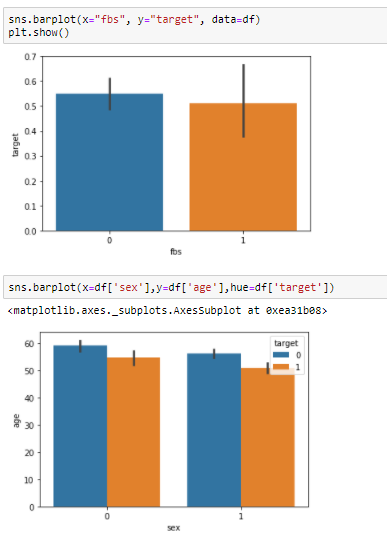 sns.barplot(x="fbs", y="target", data=df)
plt.show()
0.7
0.6
0.5
0.4
0.3
0.2
0.1
0.0
target
0 1
fbs
sns.barplot(x=df['sex'],y=df['age'],hue=df['target'])
<matplotlib.axes._subplots.AxesSubplot at 0xea31b08>
target
0
1
60
50
40
30
20
10
0
age
0 1
sex